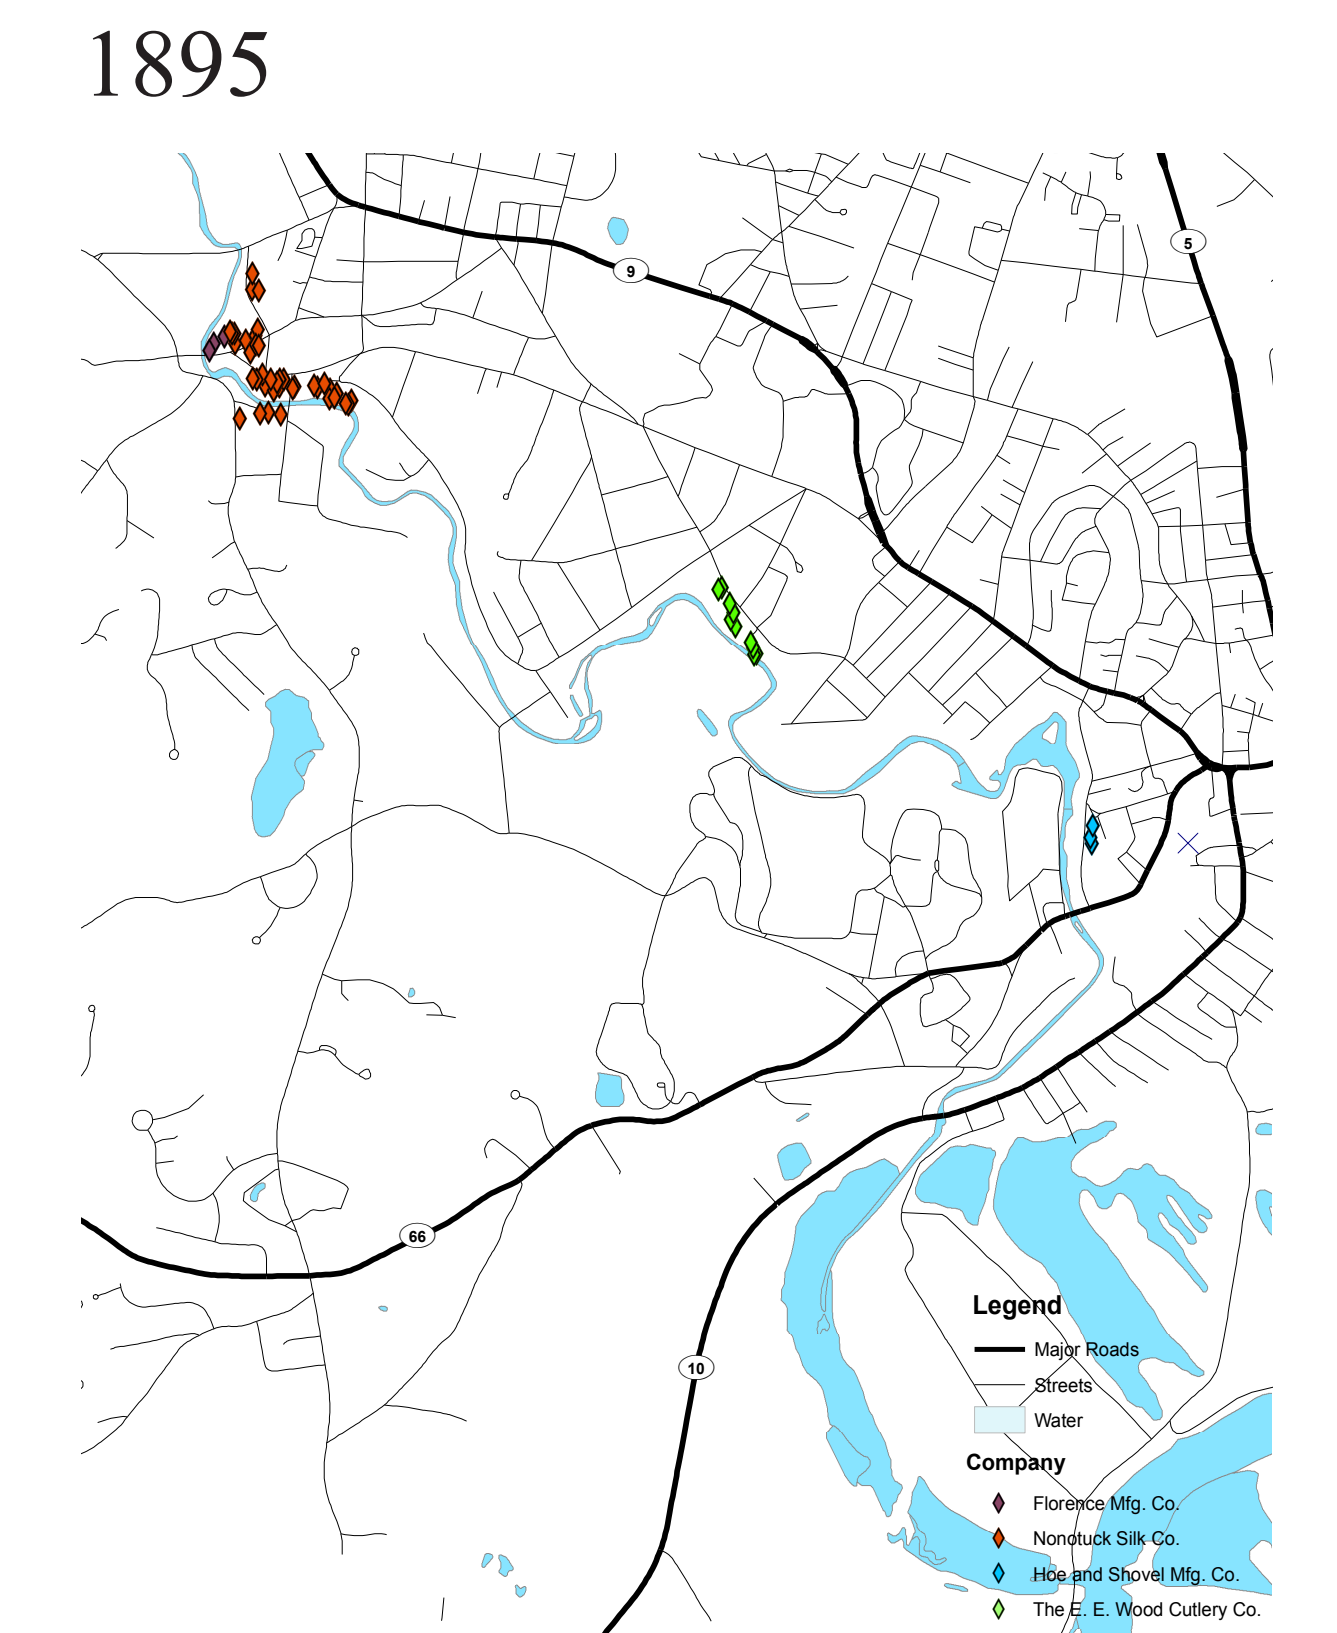 1895
5
9
66
10
Legend
Major Roads
Streets
Water
Company
Florence Mfg. Co.
Nonotuck Silk Co.
Hoe and Shovel Mfg. Co.
The E. E. Wood Cutlery Co.